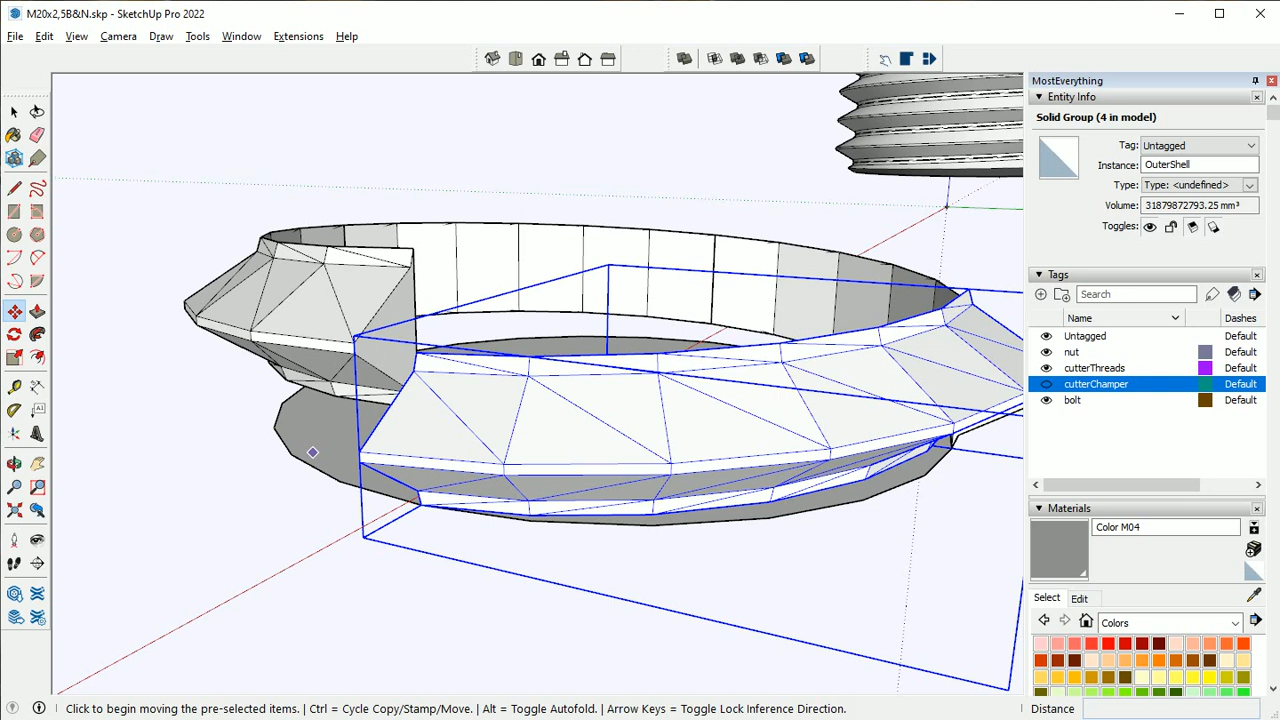 M20x2,5B&N.skp - SketchUp Pro 2022
File Edit View Camera Draw Tools Window Extensions Help
MostEverything
Entity Info
Solid Group (4 in model)
Tag: Untagged
Instance: OuterShell
Type: Type: <undefined>
Volume: 31879872793.25 mm³
Toggles:
Tags
Search
Name Dashes
Untagged Default
nut Default
cutterThreads Default
cutterChamper Default
bolt Default
Materials
Color M04
Select Edit
Colors
Click to begin moving the pre-selected items. | Ctrl = Cycle Copy/Stamp/Move. | Alt = Toggle Autofold. | Arrow Keys = Toggle Lock Inference Direction.
Distance